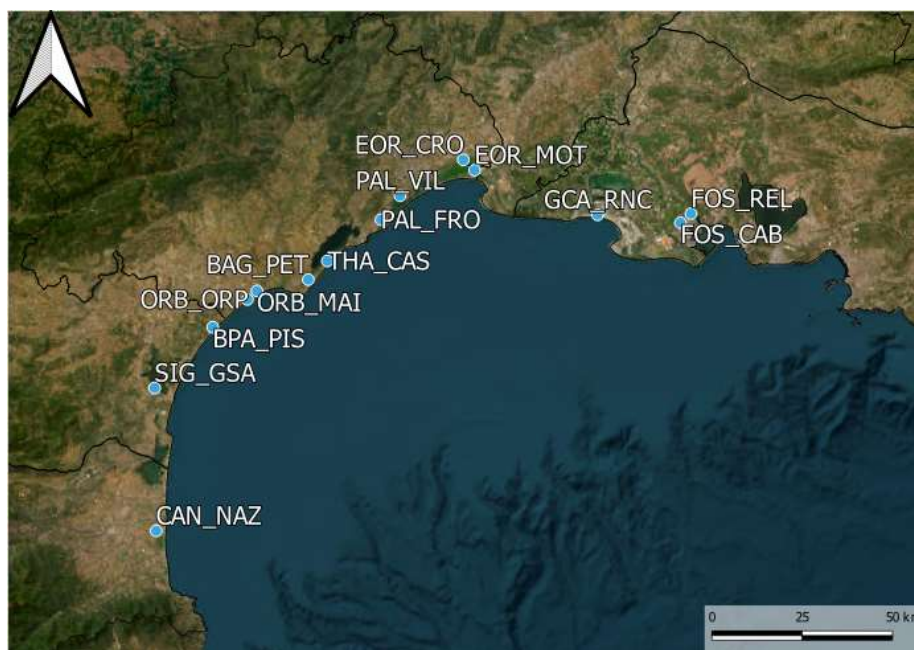 EOR_CRO
EOR_MOT
PAL_VIL
GCA_RNC
FOS_REL
PAL_FRO
FOS_CAB
BAG_PET
THA_CAS
ORB_ORP
ORB_MAI
BPA_PIS
SIG_GSA
CAN_NAZ
0 25 50 km